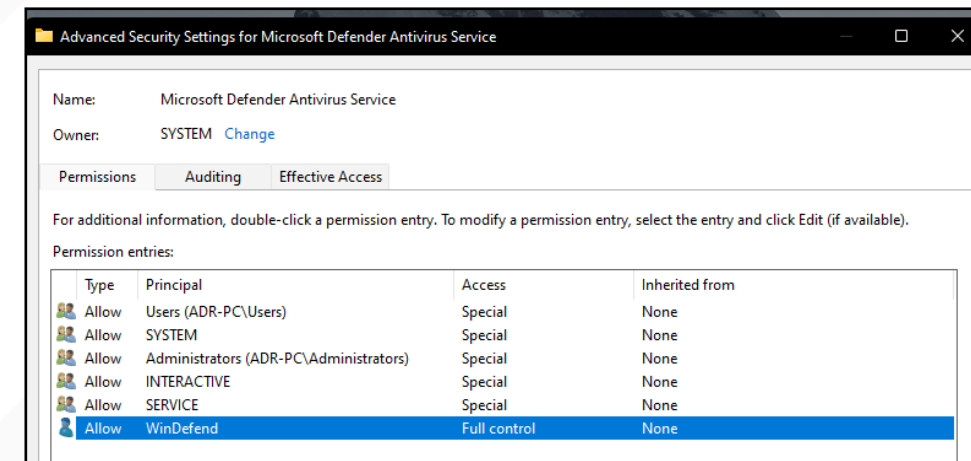 Advanced Security Settings for Microsoft Defender Antivirus Service
Name: Microsoft Defender Antivirus Service
Owner: SYSTEM Change
Permissions Auditing Effective Access
For additional information, double-click a permission entry. To modify a permission entry, select the entry and click Edit (if available).
Permission entries:
Type Principal Access Inherited from
Allow Users (ADR-PC\Users) Special None
Allow SYSTEM Special None
Allow Administrators (ADR-PC\Administrators) Special None
Allow INTERACTIVE Special None
Allow SERVICE Special None
Allow WinDefend Full control None